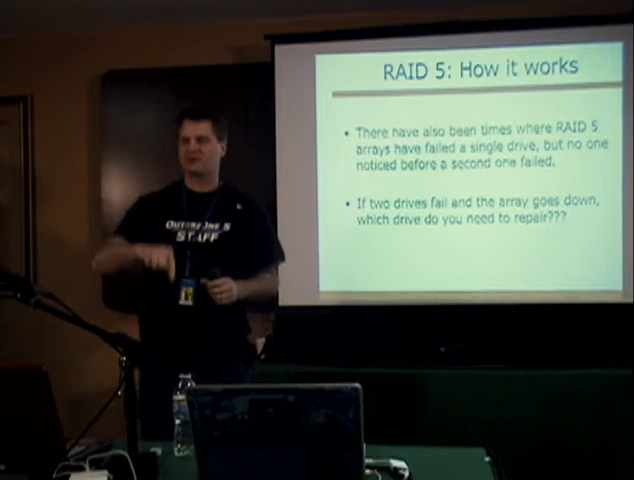 RAID 5: How it works
• There have also been times where RAID 5
arrays have failed a single drive, but no one
noticed before a second one failed.
• If two drives fail and the array goes down,
which drive do you need to repair???
STAFF